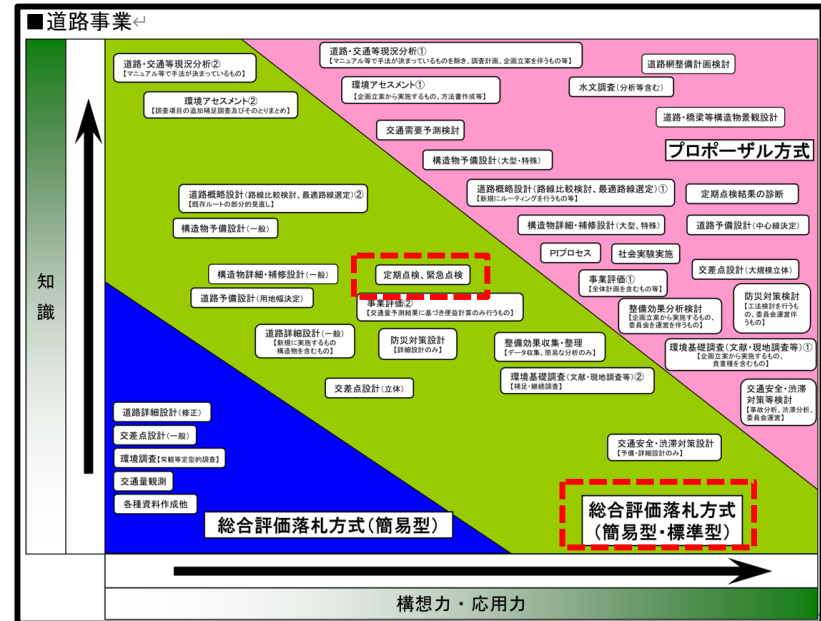 ■道路事業
道路・交通等現況分析①
【マニュアル等で手法が決まっているものを除き、調査計画、企画立案を伴うもの等】
道路・交通等現況分析②
【マニュアル等で手法が決まっているもの】
道路網整備計画検討
環境アセスメント①
【企画立案から実施するもの、方法書作成等】
水文調査(分析等含む)
環境アセスメント②
【調査項目の追加補足調査及びそのとりまとめ】
道路・橋梁等構造物景観設計
交通需要予測検討
プロポーザル方式
構造物予備設計(大型・特殊)
道路概略設計(路線比較検討、最適路線選定)②
【既存ルートの部分的見直し】
道路概略設計(路線比較検討、最適路線選定)①
【新規にルーティングを行うもの等】
定期点検結果の診断
構造物予備設計(一般)
構造物詳細・補修設計(大型、特殊)
道路予備設計(中心線決定)
PIプロセス
社会実験実施
構造物詳細・補修設計(一般)
定期点検、緊急点検
事業評価①
【全体計画を含むもの等】
交差点設計(大規模立体)
知
識
道路予備設計(用地幅決定)
事業評価②
【交通量予測結果に基づき便益計算のみ行うもの】
整備効果分析検討
【企画立案から実施するもの、
委員会を運営を伴うもの】
防災対策検討
【工法検討を行うも
の、委員会運営伴
うもの】
道路詳細設計(一般)
【新規に実施するもの
構造物を含むもの】
防災対策設計
【詳細設計のみ】
整備効果収集・整理
【データ収集、簡易な分析のみ】
環境基礎調査(文献・現地調査等)①
【企画立案から実施するもの、
貴重種を含むもの】
環境基礎調査(文献・現地調査等)②
【補足・継続調査】
交差点設計(立体)
交通安全・渋滞
対策等検討
【事故分析、渋滞分析、
委員会運営】
道路詳細設計(修正)
交差点設計(一般)
交通安全・渋滞対策設計
【予備・詳細設計のみ】
環境調査【常観等定型的調査】
交通量観測
各種資料作成他
総合評価落札方式(簡易型)
総合評価落札方式
(簡易型・標準型)
構想力・応用力